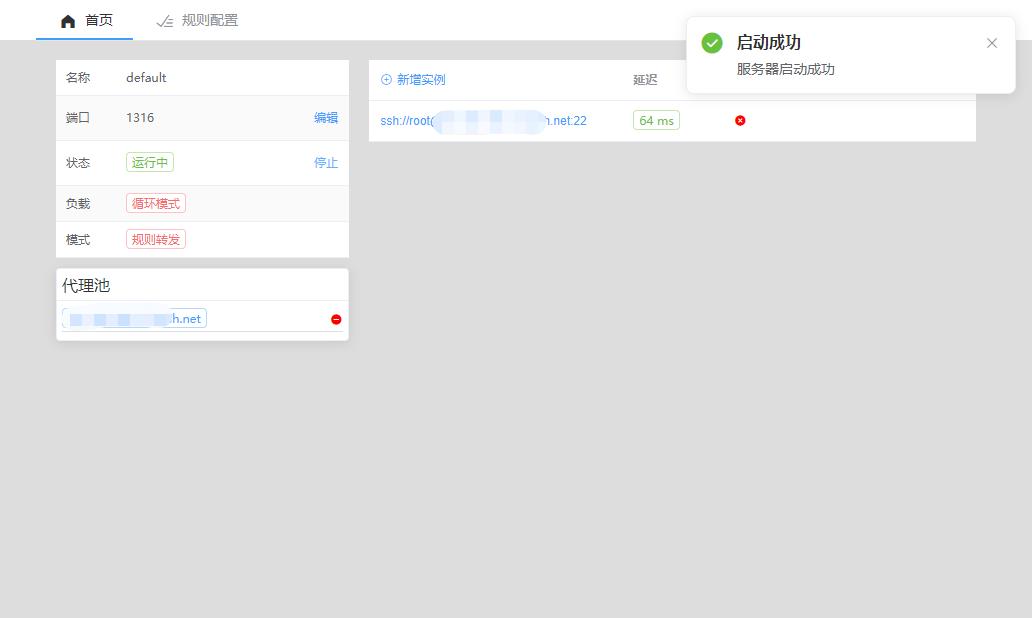 首页
规则配置
启动成功
服务器启动成功
名称 default
端口 1316 编辑
状态 运行中 停止
负载 循环模式
模式 规则转发
代理池
h.net
新增实例 延迟
ssh://root@ .net:22 64 ms